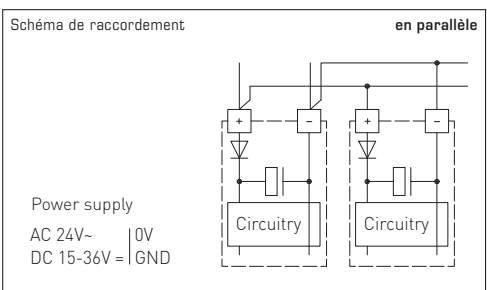 Schéma de raccordement en parallèle
+ − + −
Circuitry Circuitry
Power supply
AC 24V~ | 0V
DC 15-36V = | GND